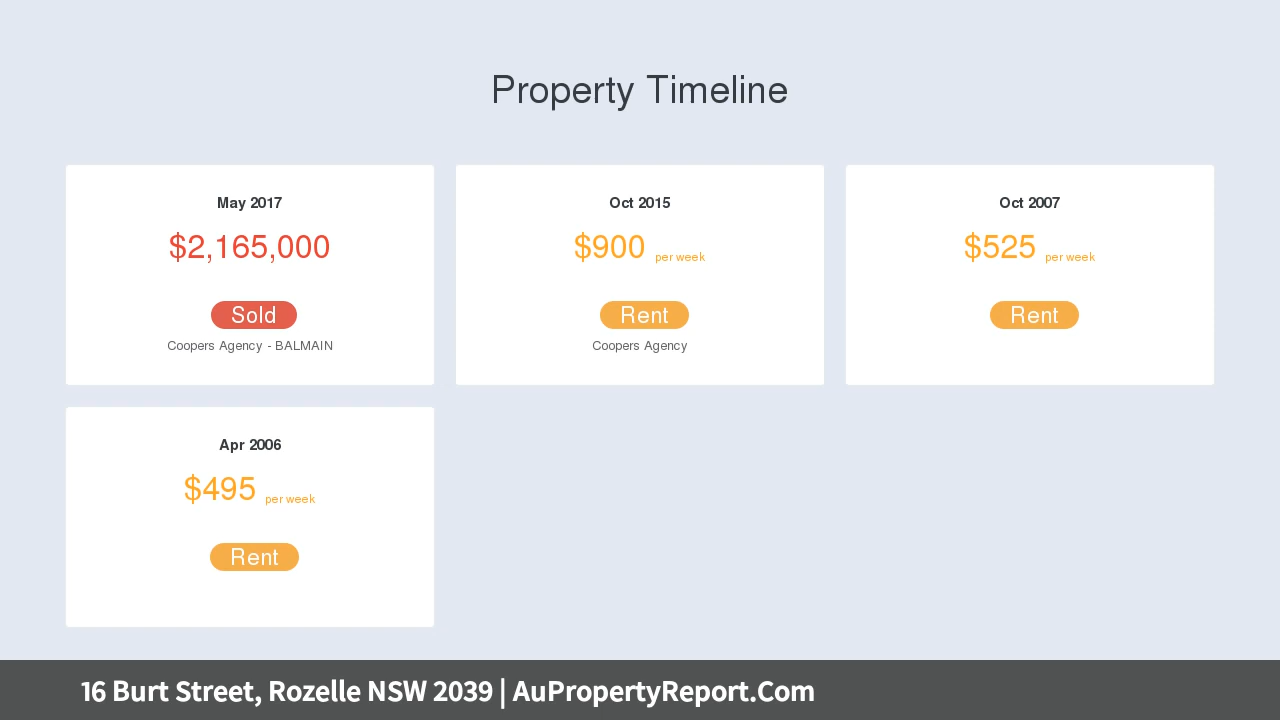 Property Timeline
May 2017
$2,165,000
Sold
Coopers Agency - BALMAIN
Oct 2015
$900 per week
Rent
Coopers Agency
Oct 2007
$525 per week
Rent
Apr 2006
$495 per week
Rent
16 Burt Street, Rozelle NSW 2039 | AuPropertyReport.Com